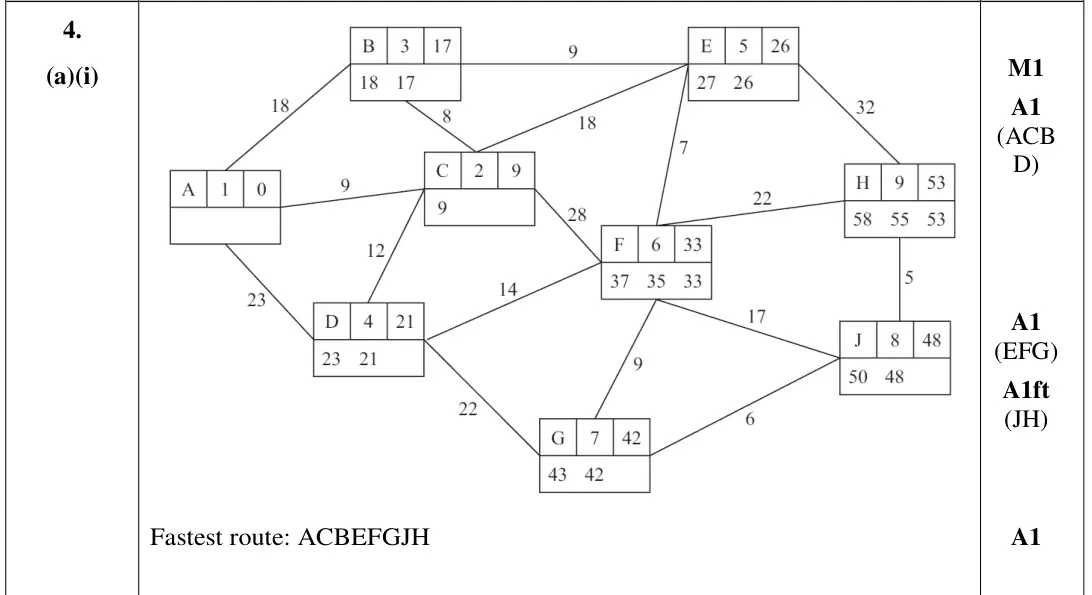 4.
(a)(i)
B 3 17
18 17
E 5 26
27 26
9
18
8
18
32
7
A 1 0
9
C 2 9
9
H 9 53
58 55 53
22
28
12
F 6 33
37 35 33
14
23
5
D 4 21
23 21
17
J 8 48
50 48
9
22
6
G 7 42
43 42
Fastest route: ACBEFGJH
M1
A1
(ACB
D)
A1
(EFG)
A1ft
(JH)
A1